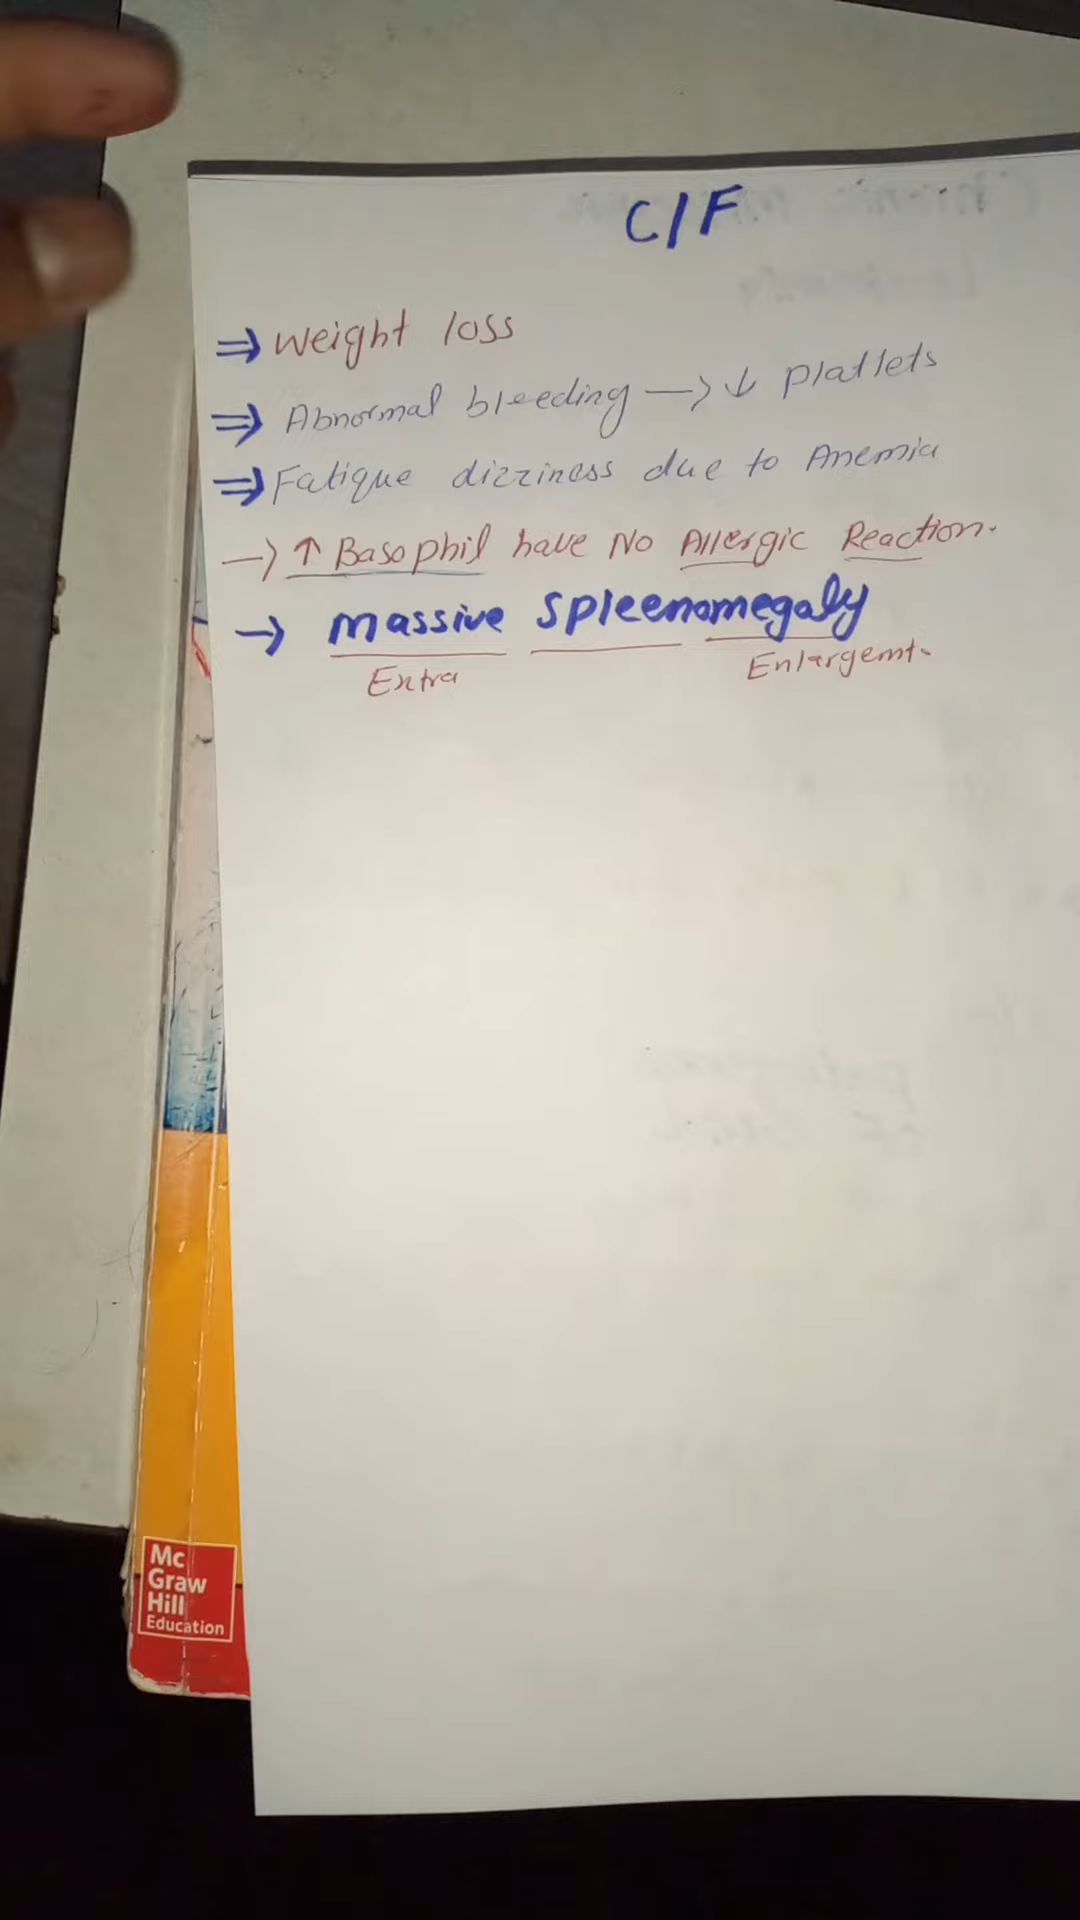 C/F
⇒ Weight loss
⇒ Abnormal bleeding → ↓ Platlets
⇒ Fatique dizziness due to Anemia
→ ↑ Basophil have No Allergic Reaction.
→ Massive Spleenomegaly
Extra Enlargemt.
Mc
Graw
Hill
Education